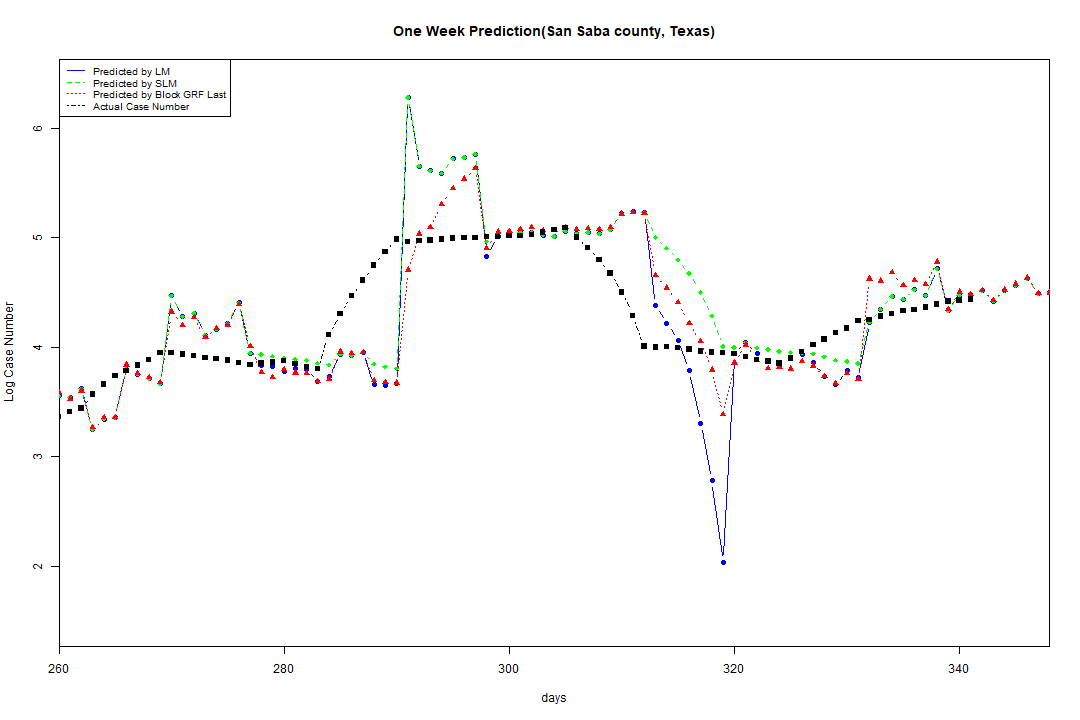 One Week Prediction(San Saba county, Texas)
Predicted by LM
Predicted by SLM
Predicted by Block GRF Last
Actual Case Number
Log Case Number
6
5
4
3
2
260 280 300 320 340
days